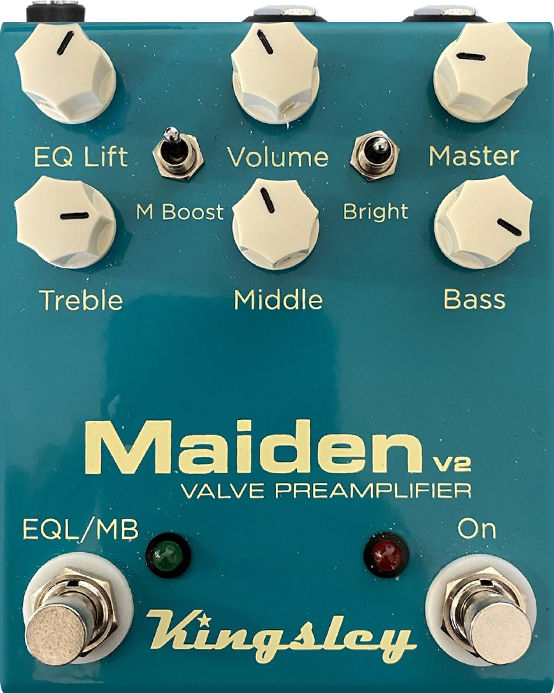 EQ Lift Volume Master
M Boost Bright
Treble Middle Bass
Maiden V2
VALVE PREAMPLIFIER
EQL/MB On
Kingsley